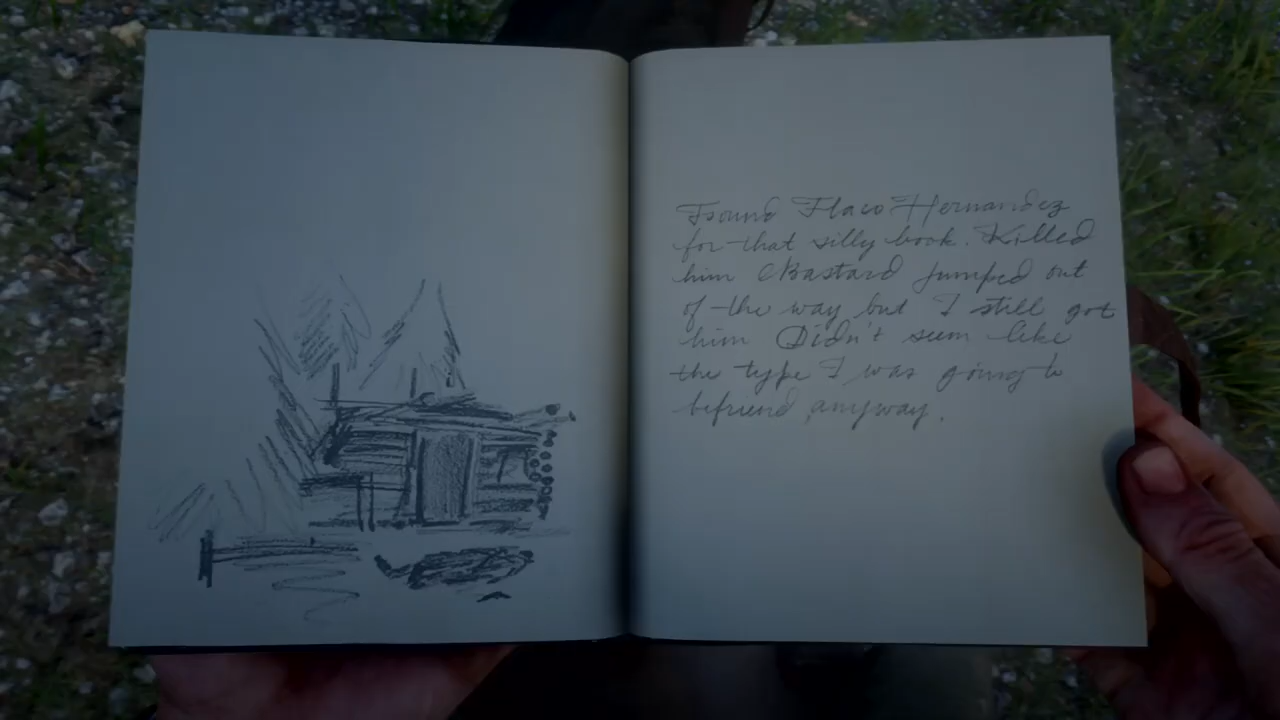 Found Flaco Hernandez
for that silly book. Killed
him Bastard jumped out
of the way but I still got
him Didn't seem like
the type I was going to
befriend anyway.